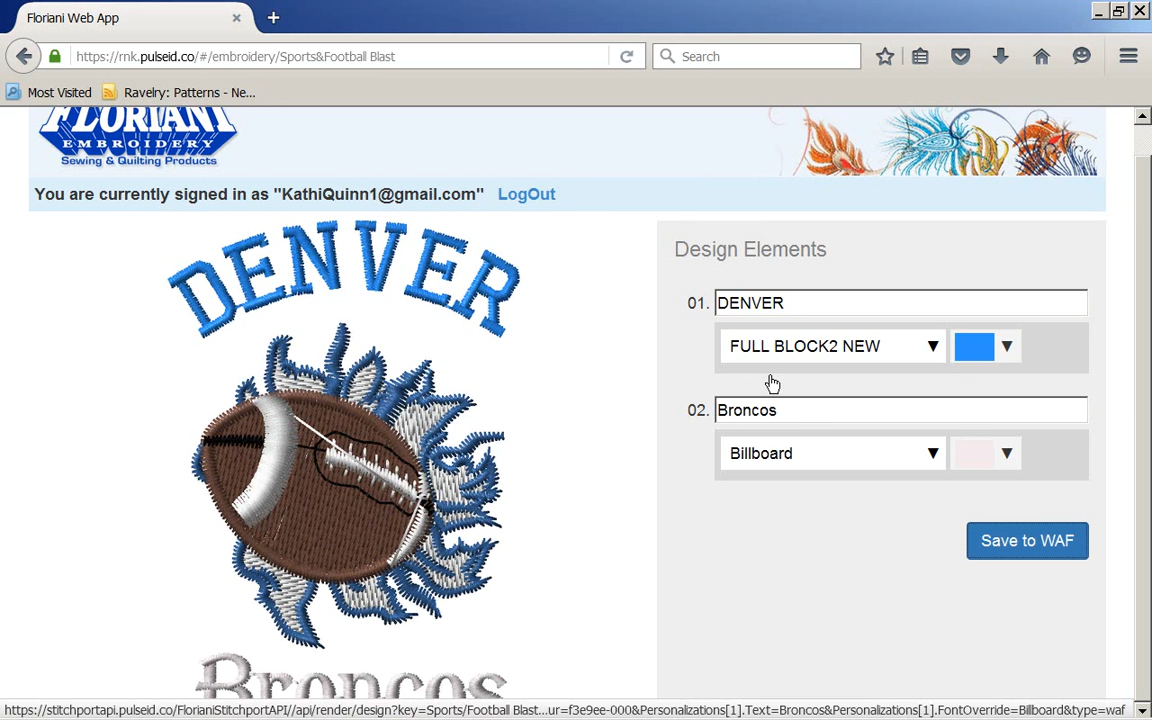 Floriani Web App
https://rnk.pulseid.co/#/embroidery/Sports&Football Blast
Search
Most Visited
Ravelry: Patterns - Ne...
FLORIANI
EMBROIDERY
Sewing & Quilting Products
You are currently signed in as "KathiQuinn1@gmail.com" LogOut
DENVER
Design Elements
01. DENVER
FULL BLOCK2 NEW
02. Broncos
Billboard
Save to WAF
Broncos
https://stitchportapi.pulseid.co/FlorianiStitchportAPI//api/render/design?key=Sports/Football Blast...ur=f3e9ee-000&Personalizations[1].Text=Broncos&Personalizations[1].FontOverride=Billboard&type=waf